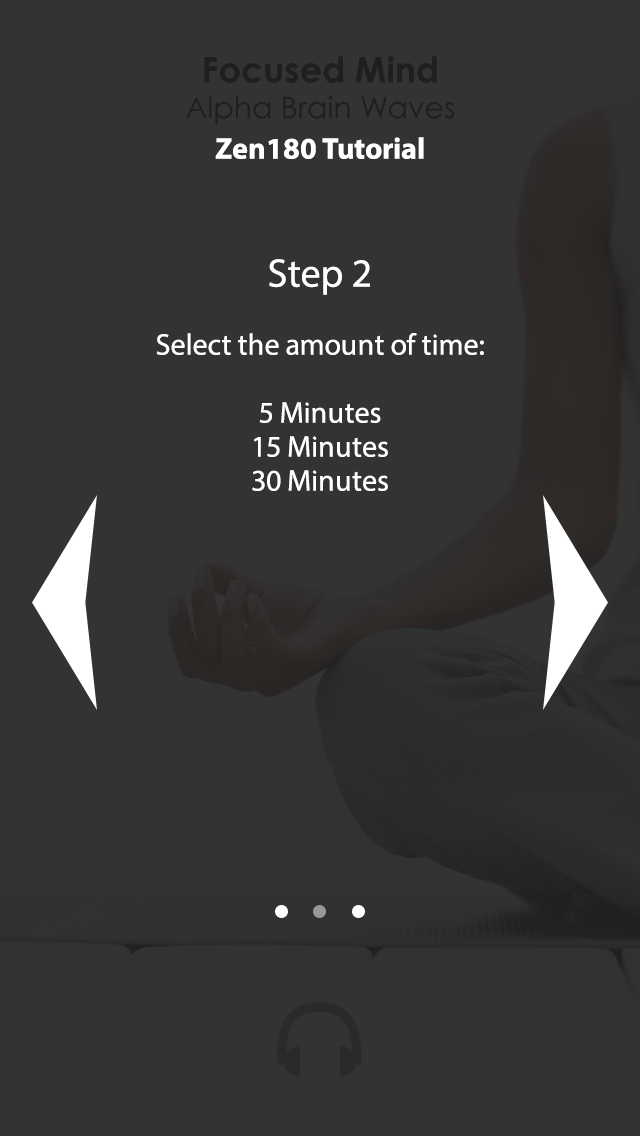 Focused Mind
Alpha Brain Waves
Zen180 Tutorial
Step 2
Select the amount of time:
5 Minutes
15 Minutes
30 Minutes